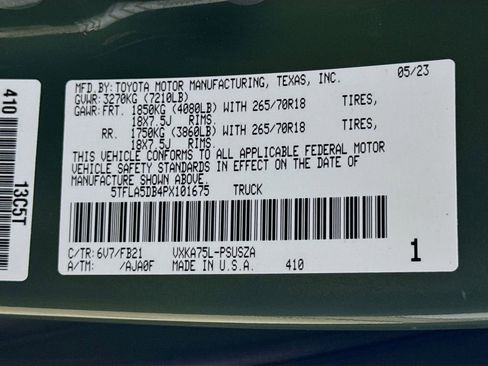 MFD. BY: TOYOTA MOTOR MANUFACTURING, TEXAS, INC. 05/23
GVWR: 3270KG (7210LB)
GAWR: FRT. 1850KG (4080LB) WITH 265/70R18 TIRES,
18X7.5J RIMS.
RR. 1750KG (3860LB) WITH 265/70R18 TIRES,
18X7.5J RIMS.
THIS VEHICLE CONFORMS TO ALL APPLICABLE FEDERAL MOTOR
VEHICLE SAFETY STANDARDS IN EFFECT ON THE DATE OF
MANUFACTURE SHOWN ABOVE.
5TFLA5DB4PX101675 TRUCK
C/TR: 6V7/FB21 VXKA75L-PSUSZA
A/TM: /AJA0F MADE IN U.S.A. 410
1
410
13C5T